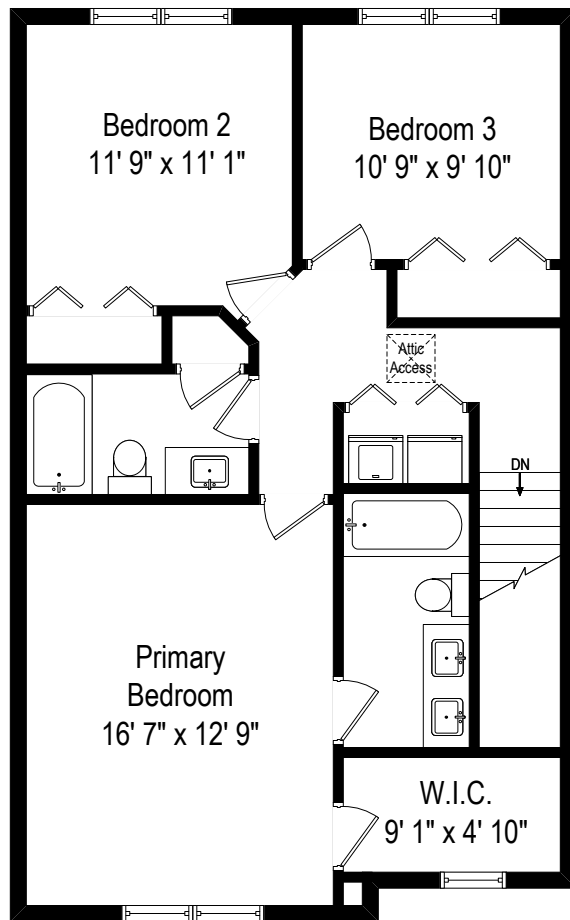 Bedroom 2
11' 9" x 11' 1"
Bedroom 3
10' 9" x 9' 10"
Attic
Access
DN
Primary
Bedroom
16' 7" x 12' 9"
W.I.C.
9' 1" x 4' 10"